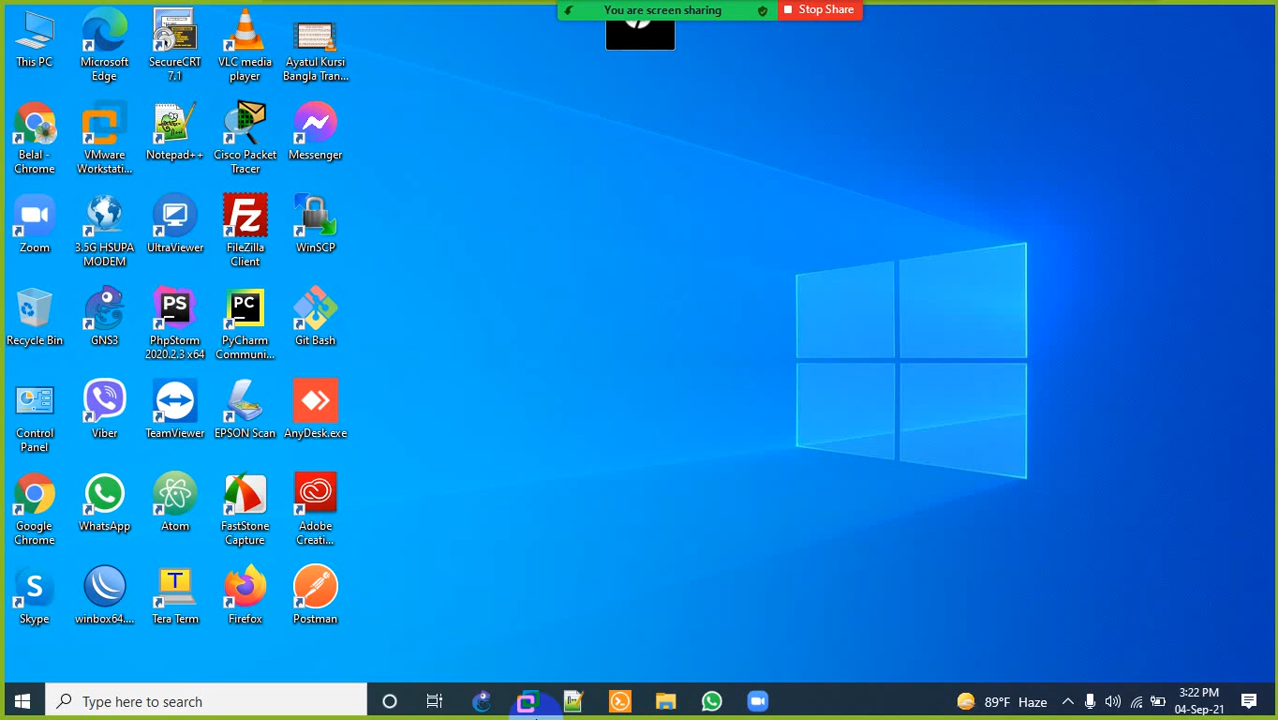 You are screen sharing
Stop Share
This PC
Microsoft
Edge
SecureCRT
7.1
VLC media
player
Ayatul Kursi
Bangla Tran...
Belal -
Chrome
VMware
Workstati...
Notepad++
Cisco Packet
Tracer
Messenger
Zoom
3.5G HSUPA
MODEM
UltraViewer
FileZilla
Client
WinSCP
Recycle Bin
GNS3
PS
PhpStorm
2020.2.3 x64
PC
PyCharm
Communi...
Git Bash
Control
Panel
Viber
TeamViewer
EPSON Scan
AnyDesk.exe
Google
Chrome
WhatsApp
Atom
FastStone
Capture
Adobe
Creati...
Skype
winbox64....
Tera Term
Firefox
Postman
Type here to search
89°F Haze
3:22 PM
04-Sep-21